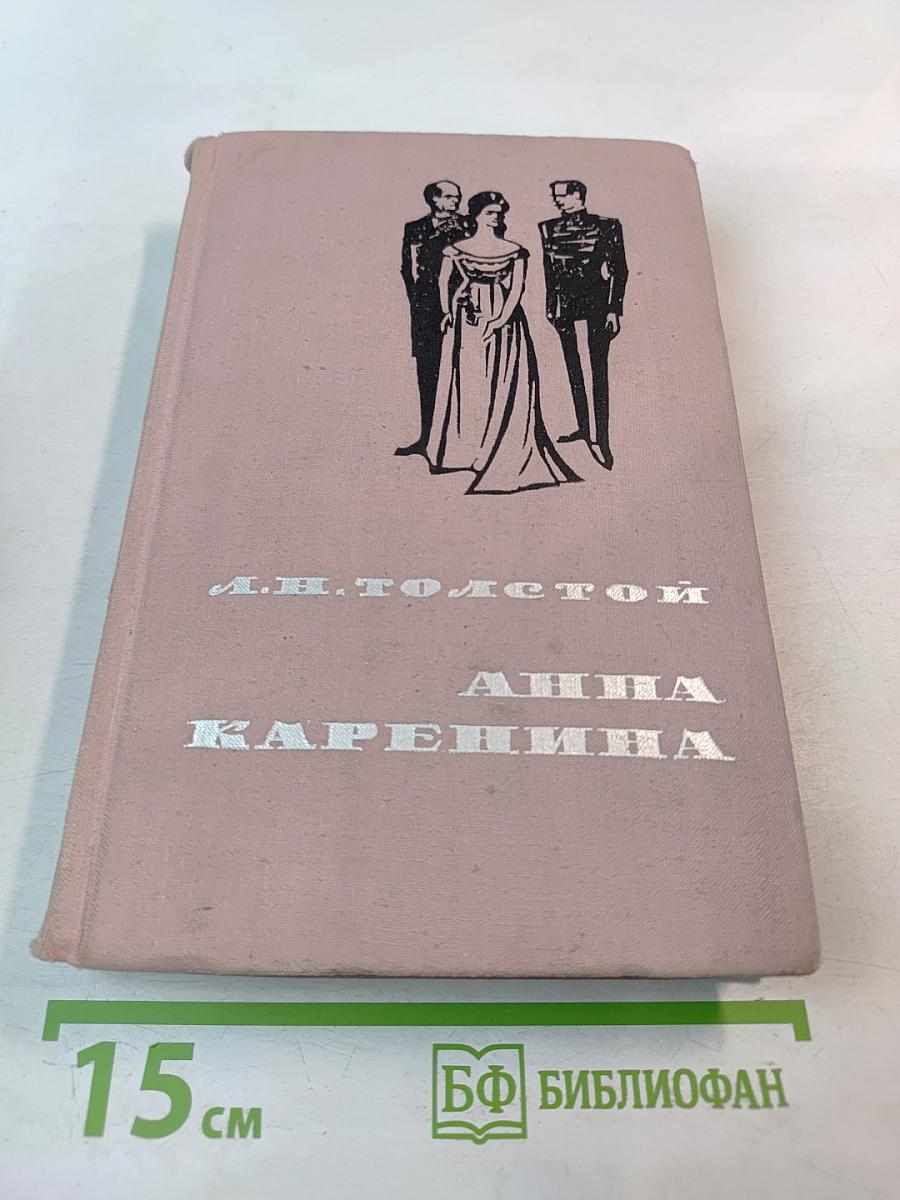 Л.Н.ТОЛСТОЙ
АННА
КАРЕНИНА
15 см
БФ БИБЛИОФАН